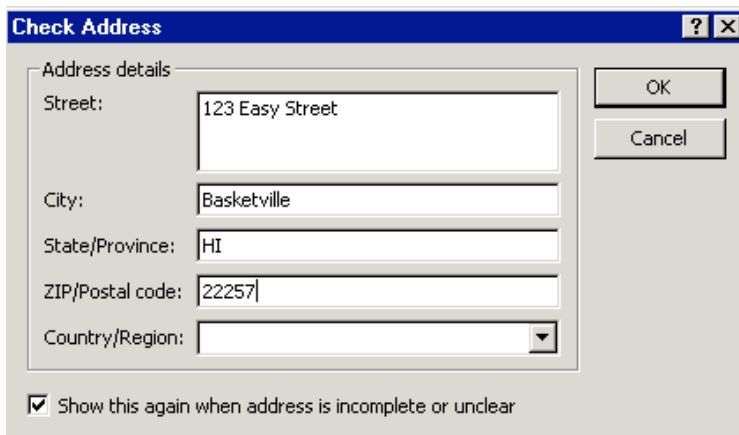 Check Address
Address details
Street: 123 Easy Street
OK
Cancel
City: Basketville
State/Province: HI
ZIP/Postal code: 22257
Country/Region:
Show this again when address is incomplete or unclear